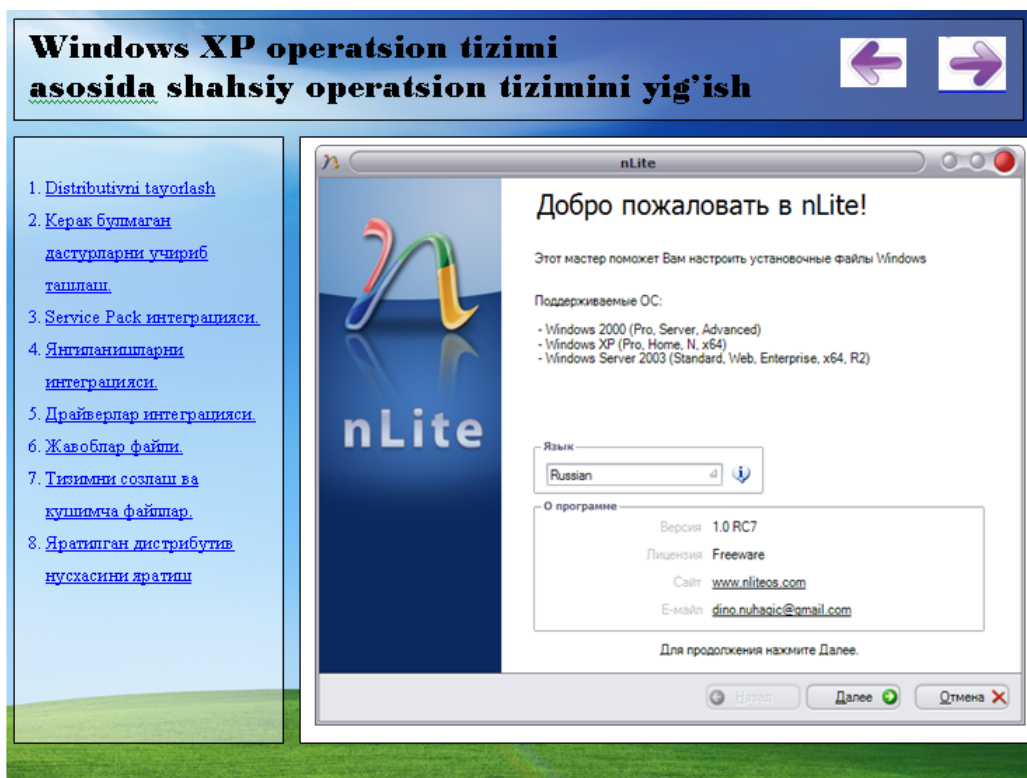 Windows XP operatsion tizimi
asosida shahsiy operatsion tizimini yig'ish
1. Distributivni tayorlash
2. Керак булмаган
дастурларни учириб
ташлаш.
3. Service Pack интеграцияси.
4. Янгиланишларни
интеграцияси.
5. Драйверлар интеграцияси.
6. Жавоблар файли.
7. Тизимни созлаш ва
кушимча файллар.
8. Яратилган дистрибутив
нусхасини яратиш
nLite
Добро пожаловать в nLite!
Этот мастер поможет Вам настроить установочные файлы Windows
Поддерживаемые ОС:
- Windows 2000 (Pro, Server, Advanced)
- Windows XP (Pro, Home, N, x64)
- Windows Server 2003 (Standard, Web, Enterprise, x64, R2)
nLite
Язык
Russian
О программе
Версия 1.0 RC7
Лицензия Freeware
Сайт www.nliteos.com
Е-майл dino.nuhagic@gmail.com
Для продолжения нажмите Далее.
Назад Далее Отмена